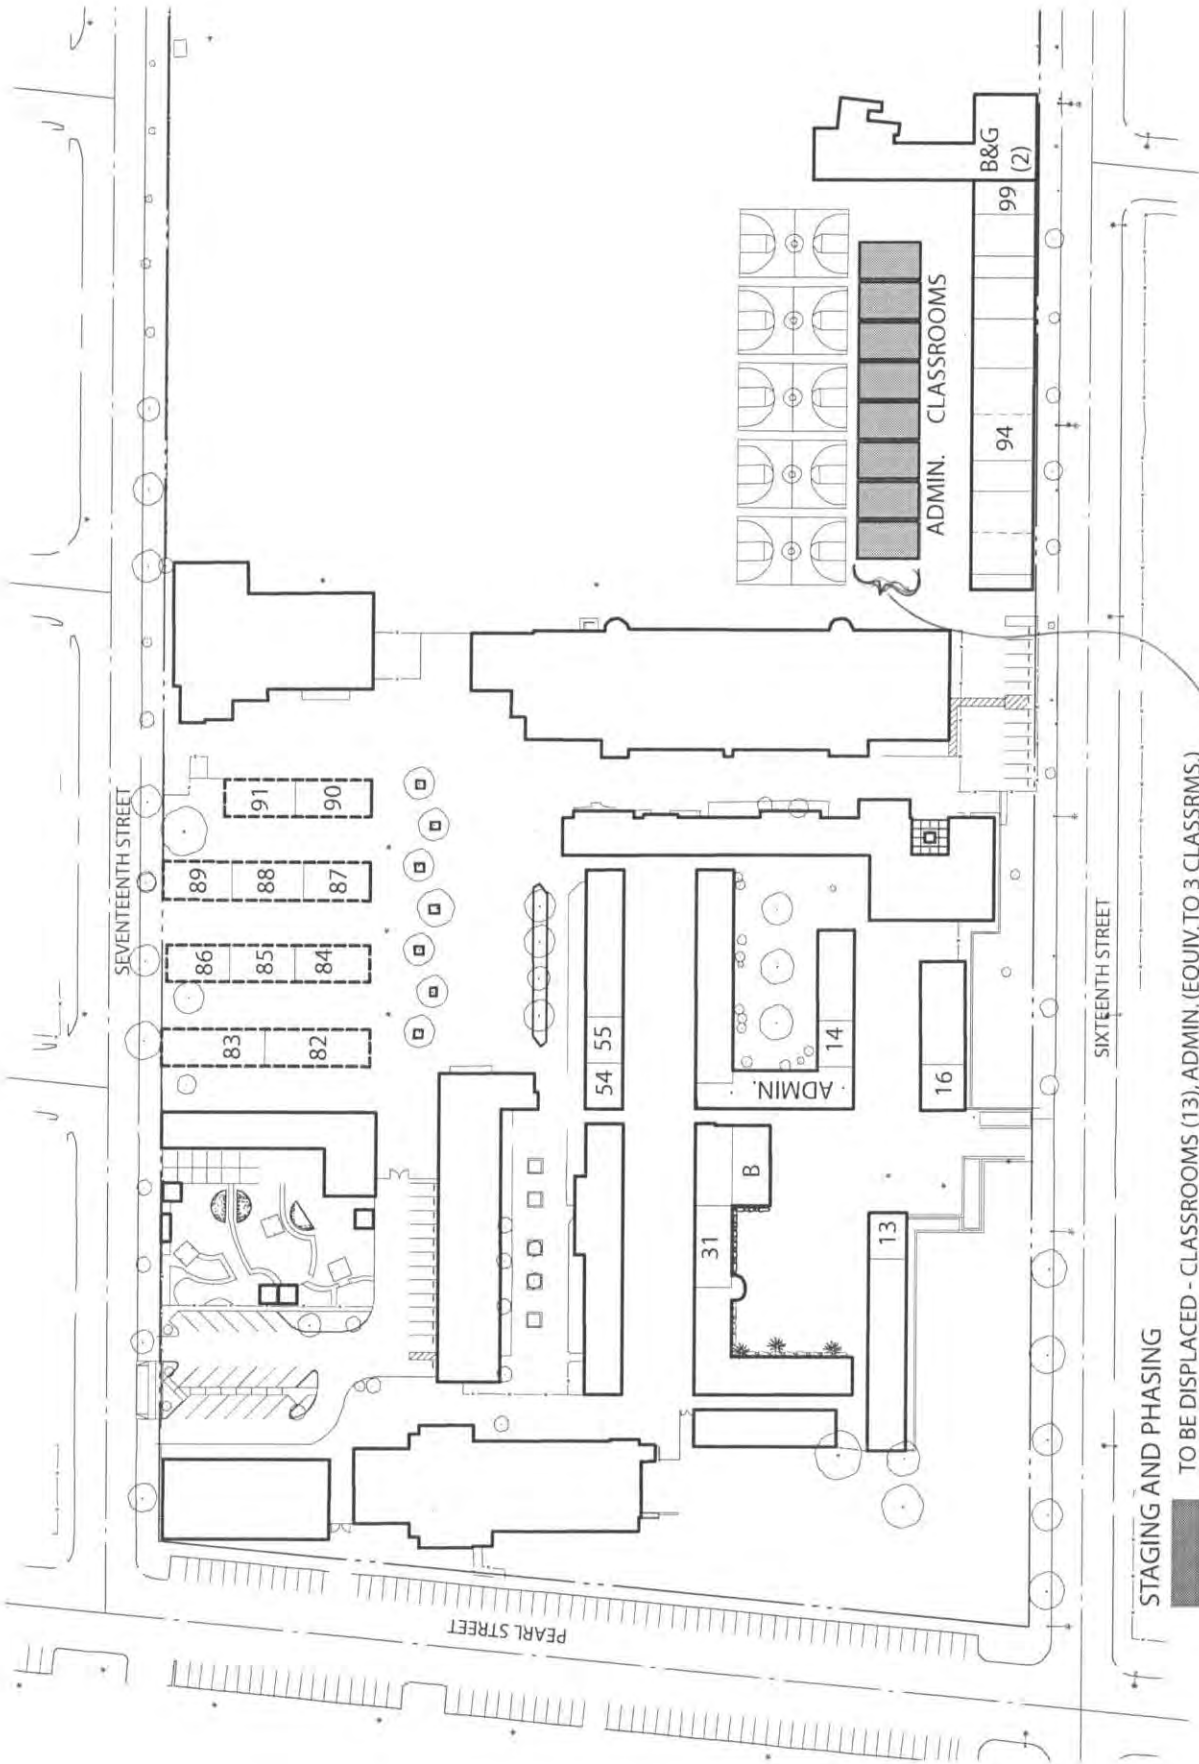 SEVENTEENTH STREET
83
82
86
85
84
89
88
87
91
90
54
55
ADMIN.
14
16
31
B
13
ADMIN.
CLASSROOMS
94
99
B&G
(2)
PEARL STREET
SIXTEENTH STREET
STAGING AND PHASING
TO BE DISPLACED - CLASSROOMS (13), ADMIN. (EQUIV. TO 3 CLASSRMS.)